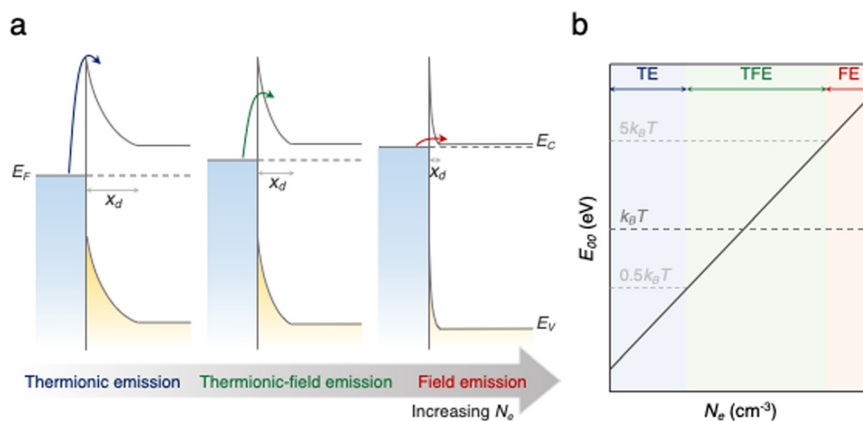 a
E_F
x_d
x_d
x_d
E_C
E_V
Thermionic emission
Thermionic-field emission
Field emission
Increasing N_e
b
TE
TFE
FE
5k_BT
k_BT
0.5k_BT
E_00 (eV)
N_e (cm⁻³)